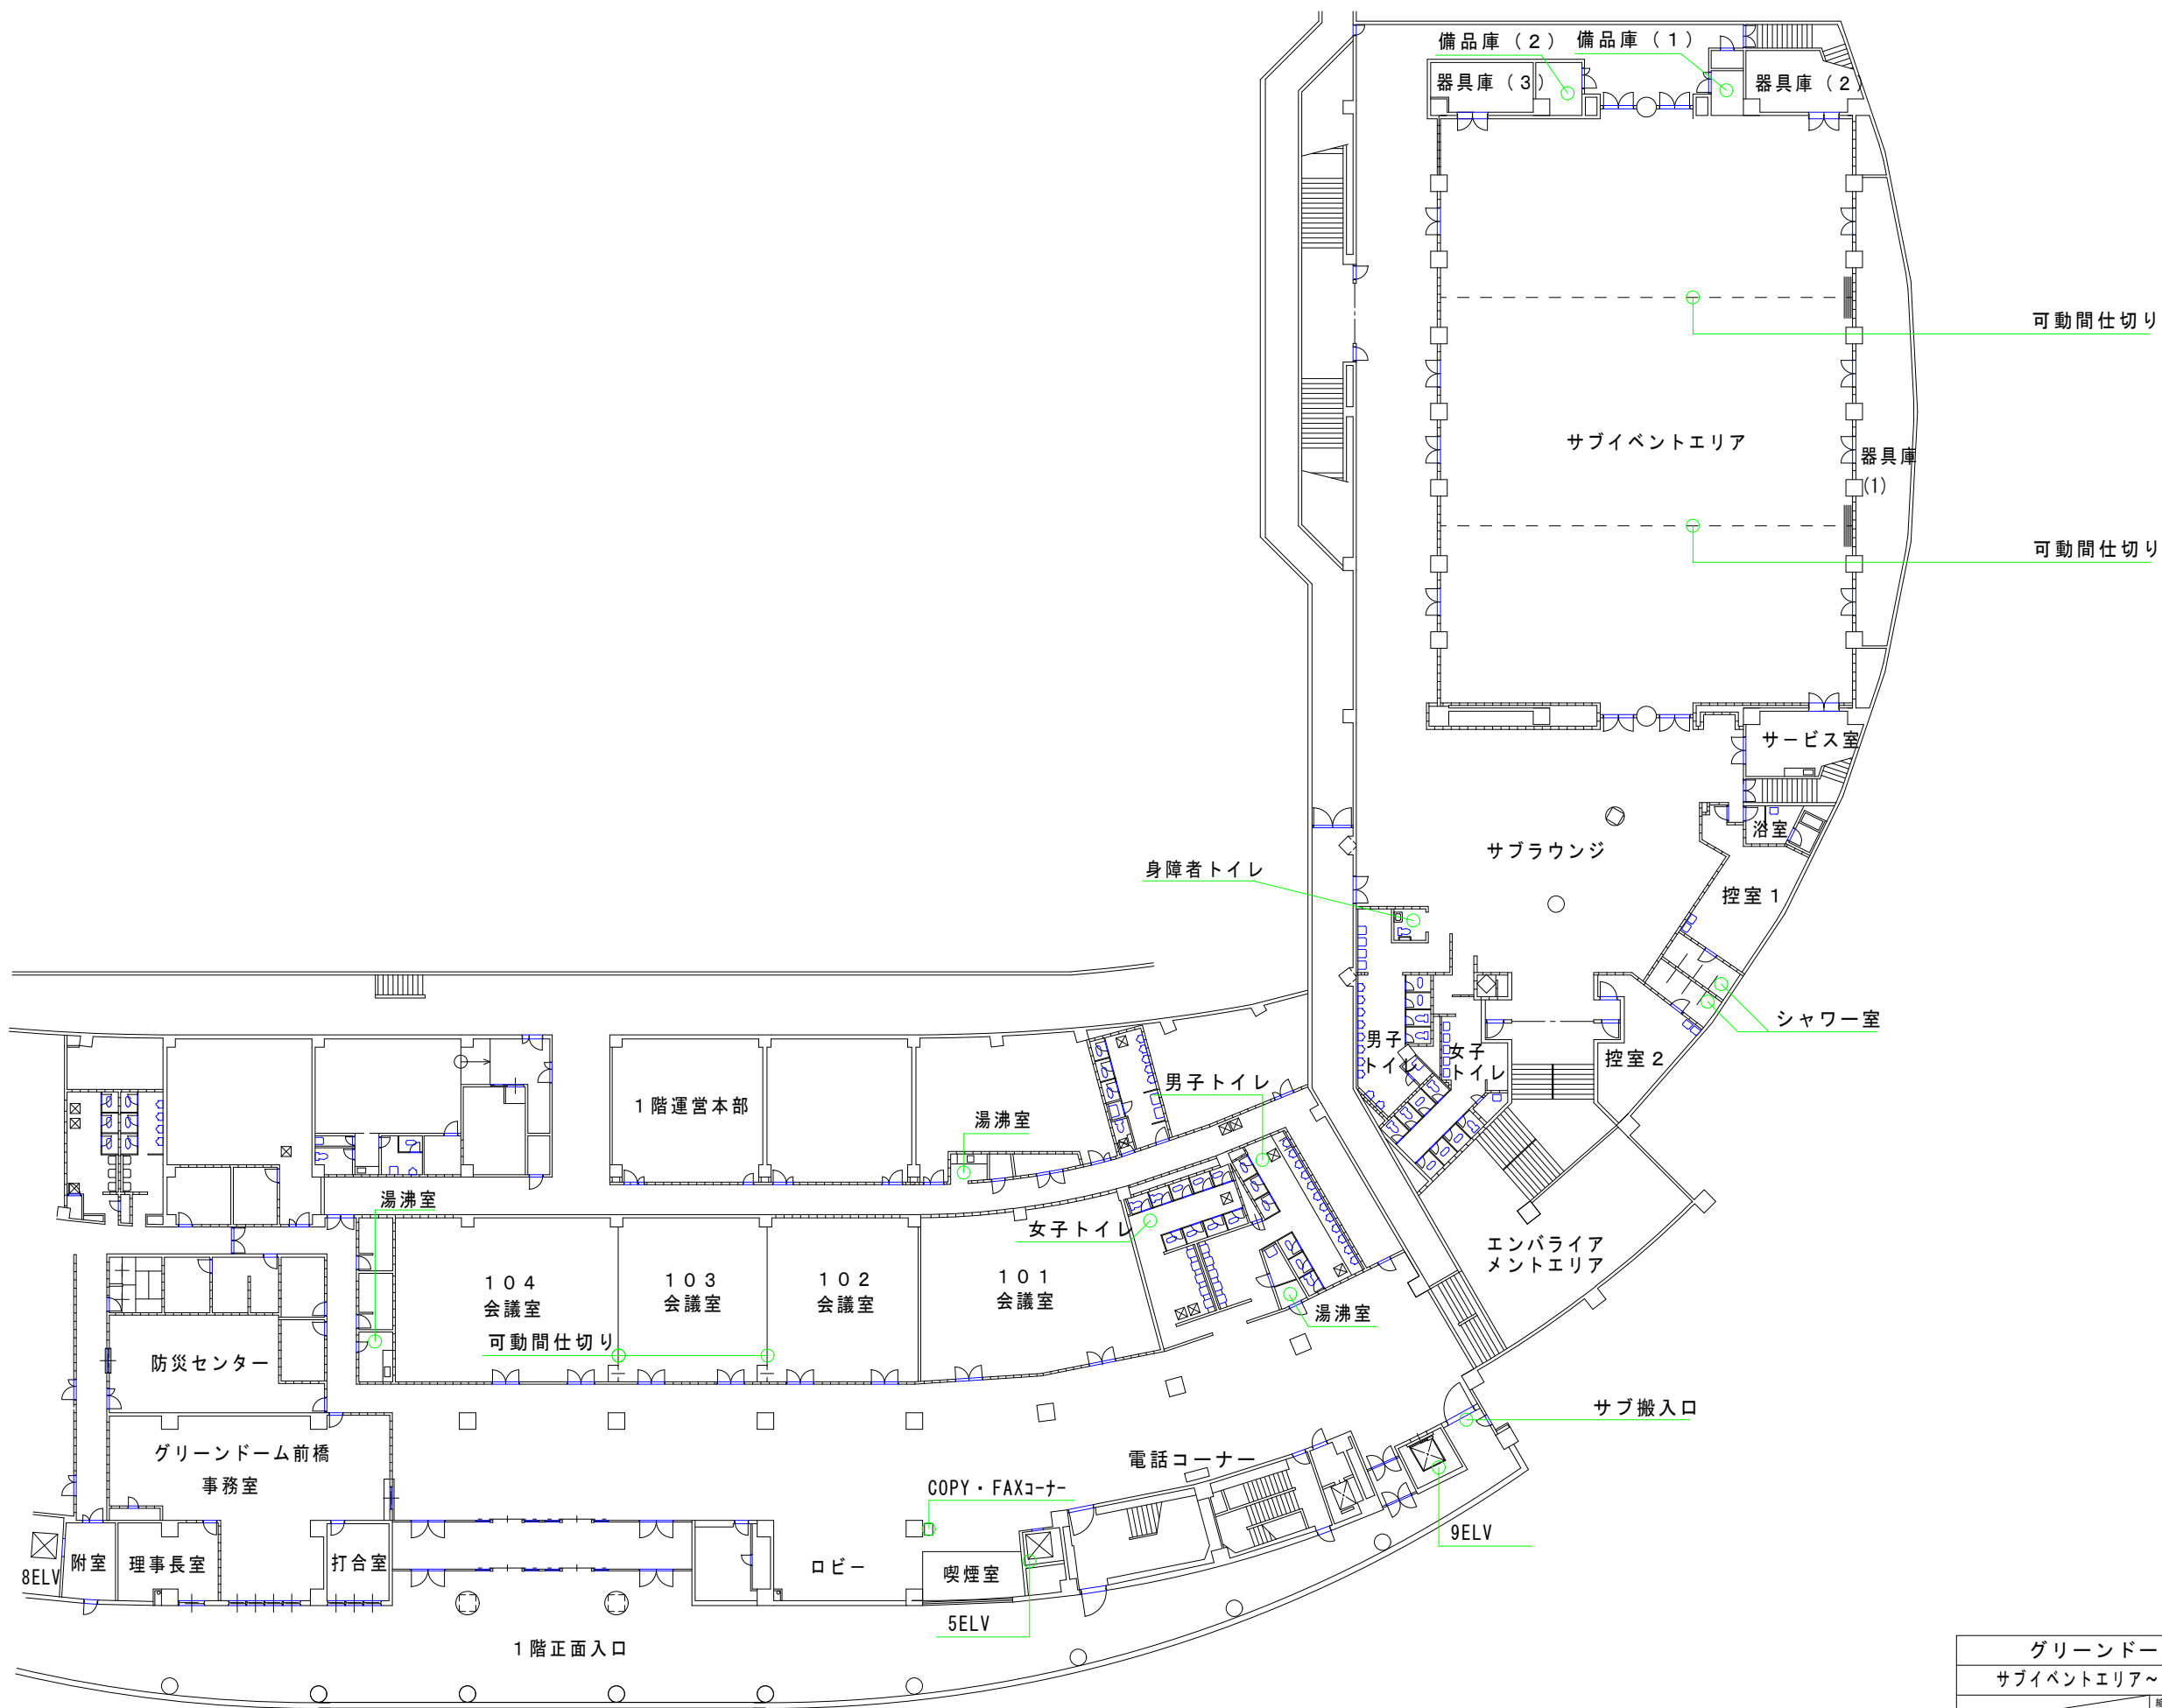 備品庫（２）
備品庫（１）
器具庫（３）
器具庫（２）
可動間仕切り
サブイベントエリア
器具庫
(1)
可動間仕切り
サービス室
浴室
サブラウンジ
身障者トイレ
控室１
シャワー室
男子
トイレ
女子
トイレ
控室２
男子トイレ
１階運営本部
湯沸室
湯沸室
女子トイレ
エンバライア
メントエリア
１０４
会議室
１０３
会議室
１０２
会議室
１０１
会議室
湯沸室
可動間仕切り
防災センター
サブ搬入口
グリーンドーム前橋
事務室
電話コーナー
COPY・FAXｺｰﾅｰ
9ELV
8ELV
附室
理事長室
打合室
ロビー
喫煙室
5ELV
１階正面入口
グリーンドー
サブイベントエリア～